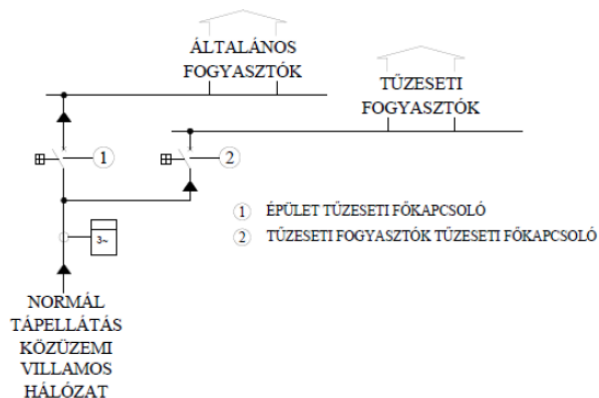 ÁLTALÁNOS
FOGYASZTÓK
TŰZESETI
FOGYASZTÓK
1
2
1 ÉPÜLET TŰZESETI FŐKAPCSOLÓ
2 TŰZESETI FOGYASZTÓK TŰZESETI FŐKAPCSOLÓ
3~
NORMÁL
TÁPELLÁTÁS
KÖZÜZEMI
VILLAMOS
HÁLÓZAT